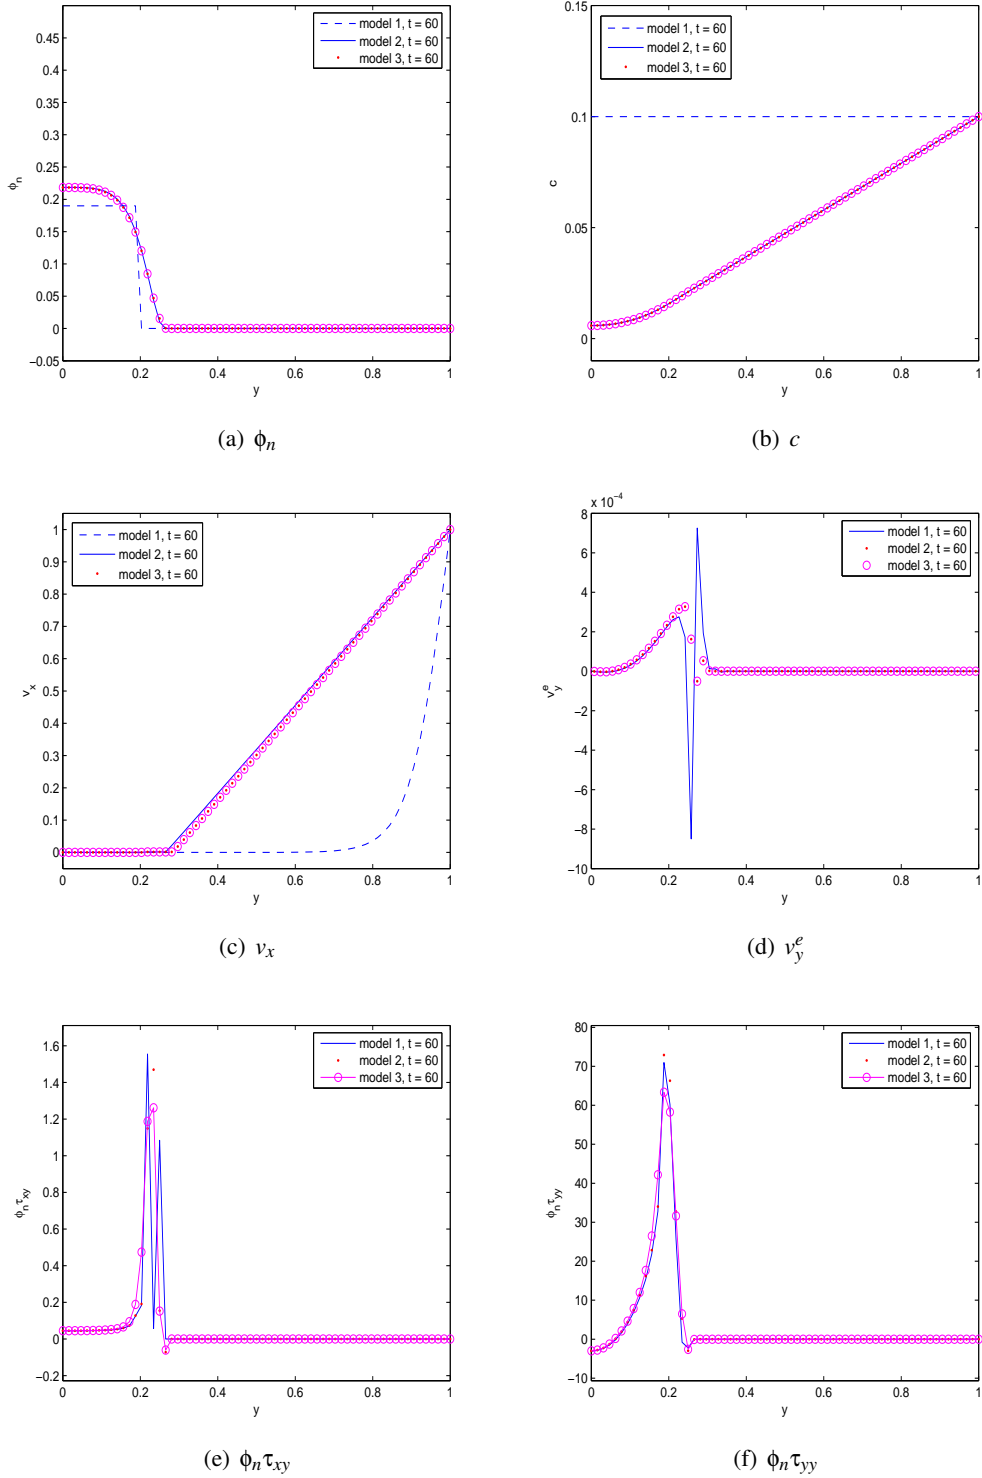 model 1, t = 60
model 2, t = 60
model 3, t = 60
0.45
0.4
0.35
0.3
0.25
0.2
0.15
0.1
0.05
0
−0.05
ϕn
0 0.2 0.4 0.6 0.8 1
y
(a) ϕn
model 1, t = 60
model 2, t = 60
model 3, t = 60
0.15
0.1
0.05
0
c
0 0.2 0.4 0.6 0.8 1
y
(b) c
model 1, t = 60
model 2, t = 60
model 3, t = 60
1
0.9
0.8
0.7
0.6
0.5
0.4
0.3
0.2
0.1
0
vx
0 0.2 0.4 0.6 0.8 1
y
(c) vx
x 10−4
model 1, t = 60
model 2, t = 60
model 3, t = 60
8
6
4
2
0
−2
−4
−6
−8
−10
vye
0 0.2 0.4 0.6 0.8 1
y
(d) vye
model 1, t = 60
model 2, t = 60
model 3, t = 60
1.6
1.4
1.2
1
0.8
0.6
0.4
0.2
0
−0.2
ϕnτxy
0 0.2 0.4 0.6 0.8 1
y
(e) ϕnτxy
model 1, t = 60
model 2, t = 60
model 3, t = 60
80
70
60
50
40
30
20
10
0
−10
ϕnτyy
0 0.2 0.4 0.6 0.8 1
y
(f) ϕnτyy